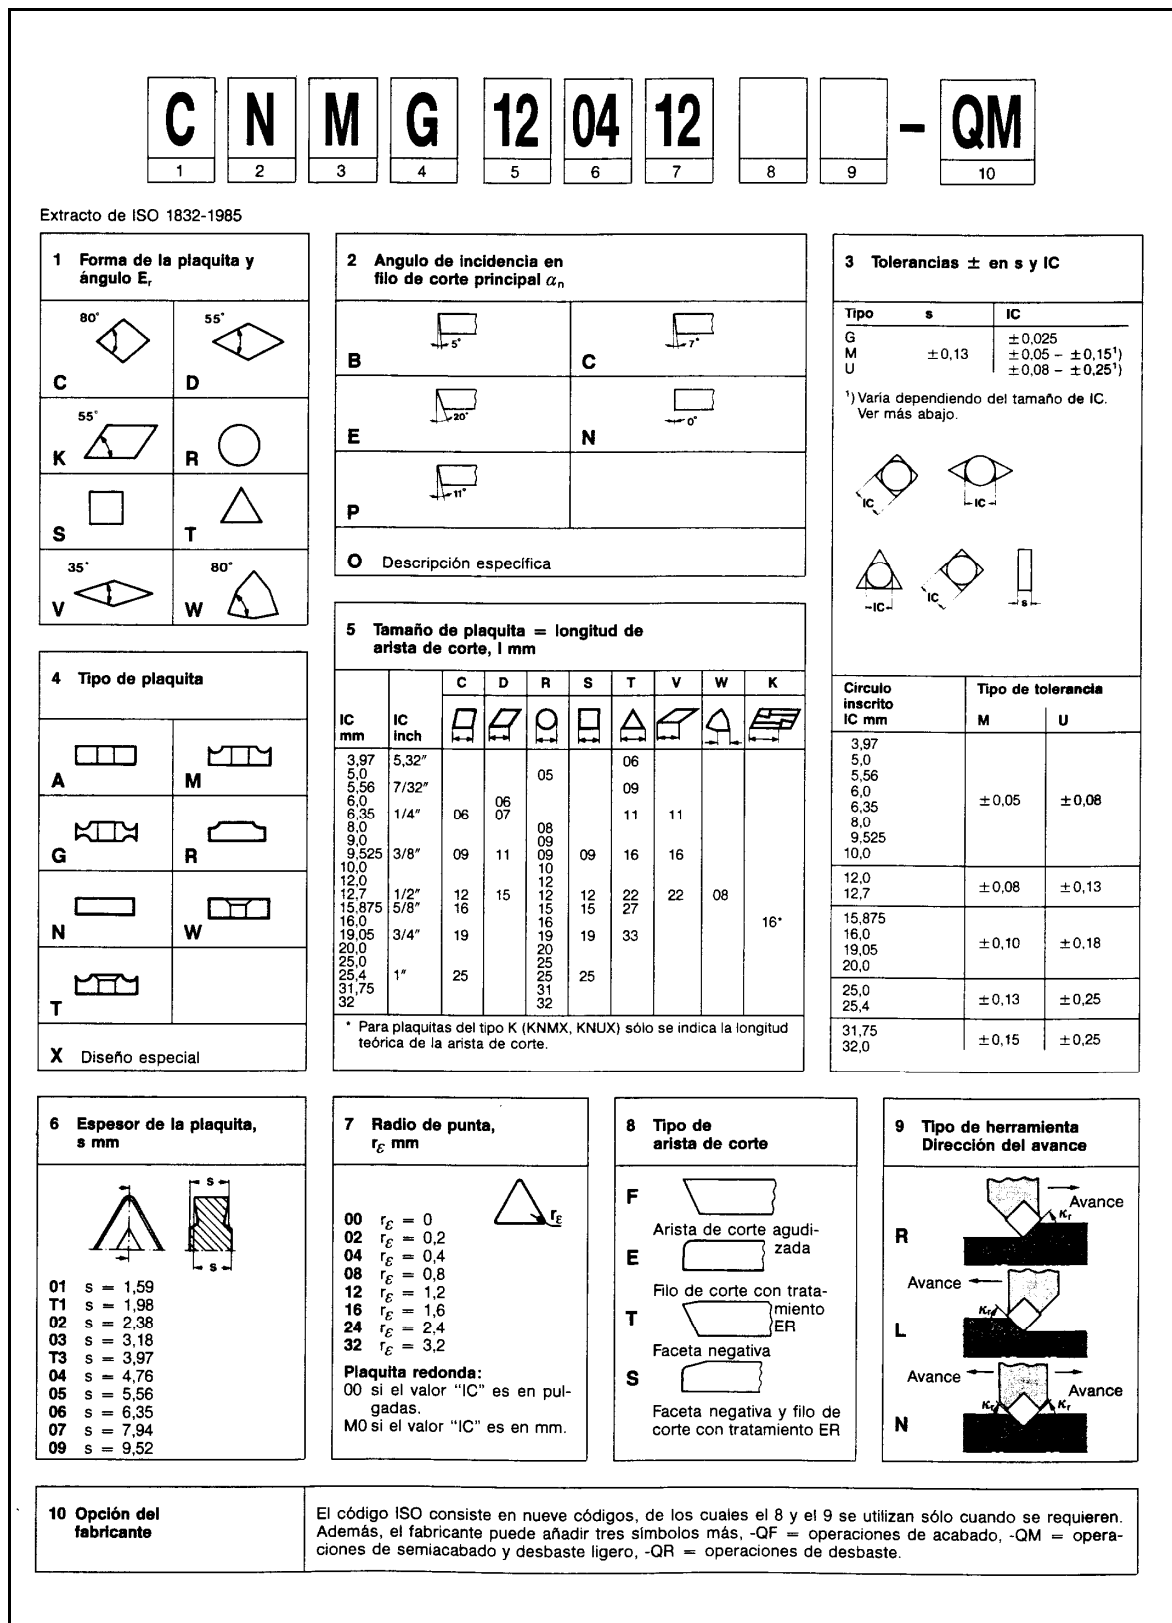 C N M G 12 04 12 – QM
1 2 3 4 5 6 7 8 9 10
Extracto de ISO 1832-1985
1 Forma de la plaquita y
ángulo Eᵣ
80° 55°
C D
55°
K R
S T
35° 80°
V W
2 Angulo de incidencia en
filo de corte principal αₙ
5° 7°
B C
20° 0°
E N
11°
P
O Descripción específica
3 Tolerancias ± en s y IC
Tipo s IC
G ±0,025
M ±0,13 ±0,05 – ±0,15¹)
U ±0,08 – ±0,25¹)
¹) Varia dependiendo del tamaño de IC.
Ver más abajo.
IC IC
IC IC s
Círculo Tipo de tolerancia
inscrito
IC mm M U
3,97
5,0
5,56
6,0
6,35 ±0,05 ±0,08
8,0
9,525
10,0
12,0
12,7 ±0,08 ±0,13
15,875
16,0
19,05 ±0,10 ±0,18
20,0
25,0
25,4 ±0,13 ±0,25
31,75
32,0 ±0,15 ±0,25
4 Tipo de plaquita
A M
G R
N W
T
X Diseño especial
5 Tamaño de plaquita = longitud de
arista de corte, l mm
C D R S T V W K
IC IC
mm inch
3,97 5,32″ 06
5,0 05
5,56 7/32″ 09
6,0 06
6,35 1/4″ 06 07 11 11
8,0 08
9,0 09
9,525 3/8″ 09 11 09 09 16 16
10,0 10
12,0 12
12,7 1/2″ 12 15 12 12 22 22 08
15,875 5/8″ 16 15 15 27
16,0 16 16*
19,05 3/4″ 19 19 19 33
20,0 20
25,0 25
25,4 1″ 25 25 25
31,75 31
32 32
* Para plaquitas del tipo K (KNMX, KNUX) sólo se indica la longitud
teórica de la arista de corte.
6 Espesor de la plaquita,
s mm
s
s
01 s = 1,59
T1 s = 1,98
02 s = 2,38
03 s = 3,18
T3 s = 3,97
04 s = 4,76
05 s = 5,56
06 s = 6,35
07 s = 7,94
09 s = 9,52
7 Radio de punta,
rε mm
rε
00 rε = 0
02 rε = 0,2
04 rε = 0,4
08 rε = 0,8
12 rε = 1,2
16 rε = 1,6
24 rε = 2,4
32 rε = 3,2
Plaquita redonda:
00 si el valor "IC" es en pul-
gadas.
M0 si el valor "IC" es en mm.
8 Tipo de
arista de corte
F
Arista de corte agudi-
zada
E
Filo de corte con trata-
miento
ER
T
Faceta negativa
S
Faceta negativa y filo de
corte con tratamiento ER
9 Tipo de herramienta
Dirección del avance
Avance
κᵣ
R
Avance
κᵣ
L
Avance Avance
κᵣ κᵣ
N
10 Opción del
fabricante
El código ISO consiste en nueve códigos, de los cuales el 8 y el 9 se utilizan sólo cuando se requieren.
Además, el fabricante puede añadir tres símbolos más, -QF = operaciones de acabado, -QM = opera-
ciones de semiacabado y desbaste ligero, -QR = operaciones de desbaste.